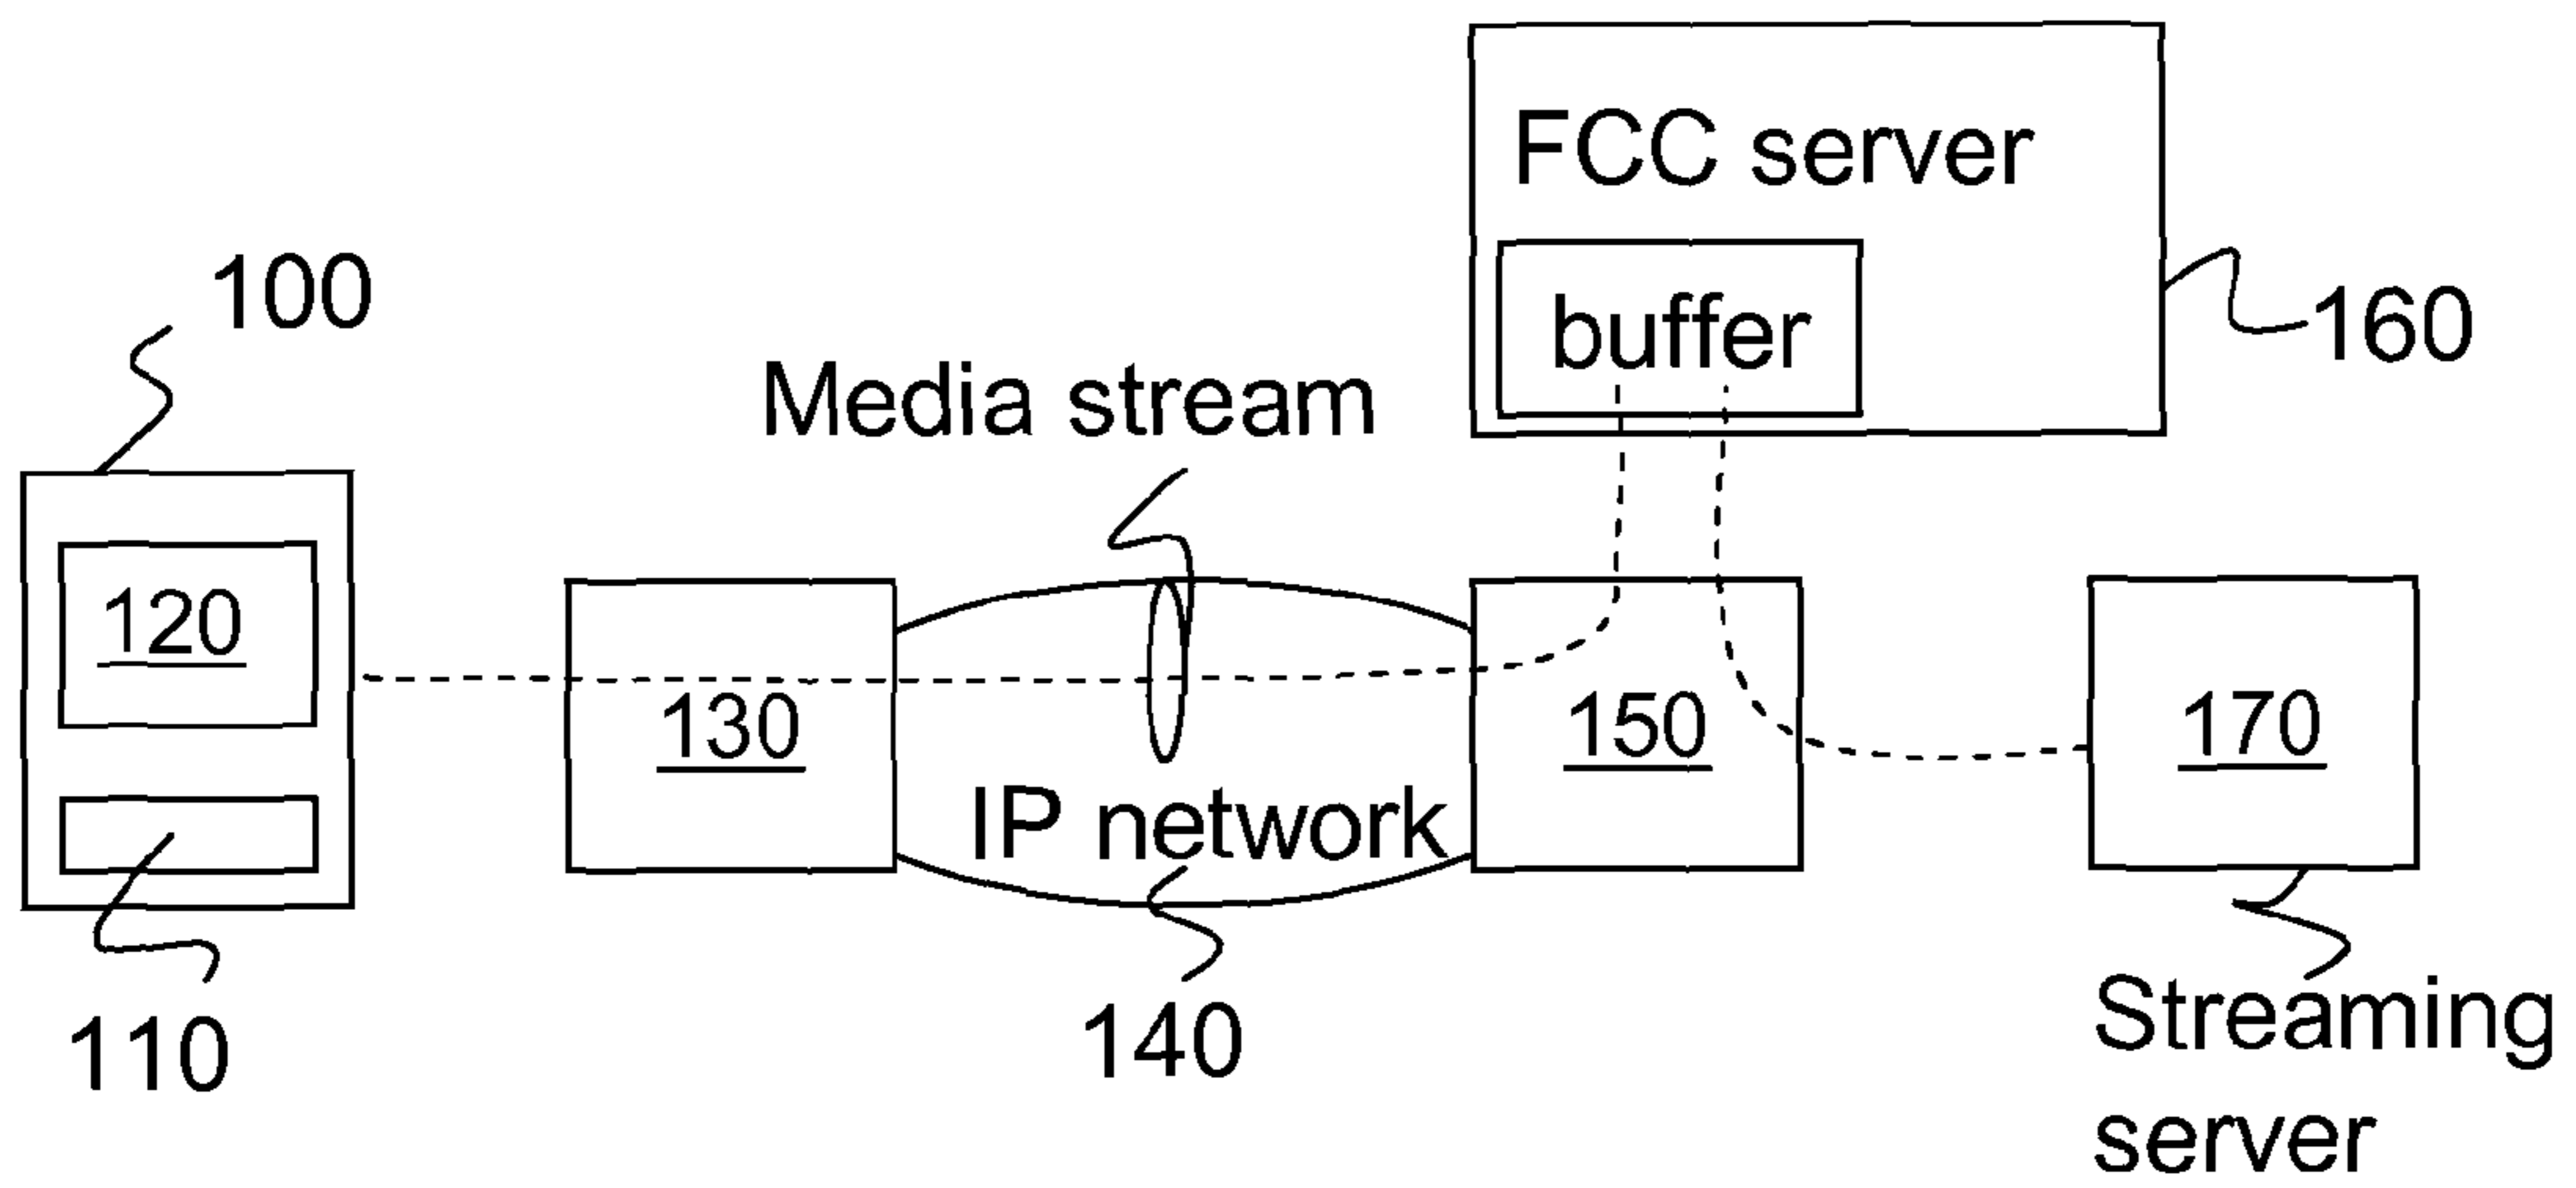 FCC server
buffer
160
100
Media stream
120
130
150
170
IP network
110
140
Streaming
server